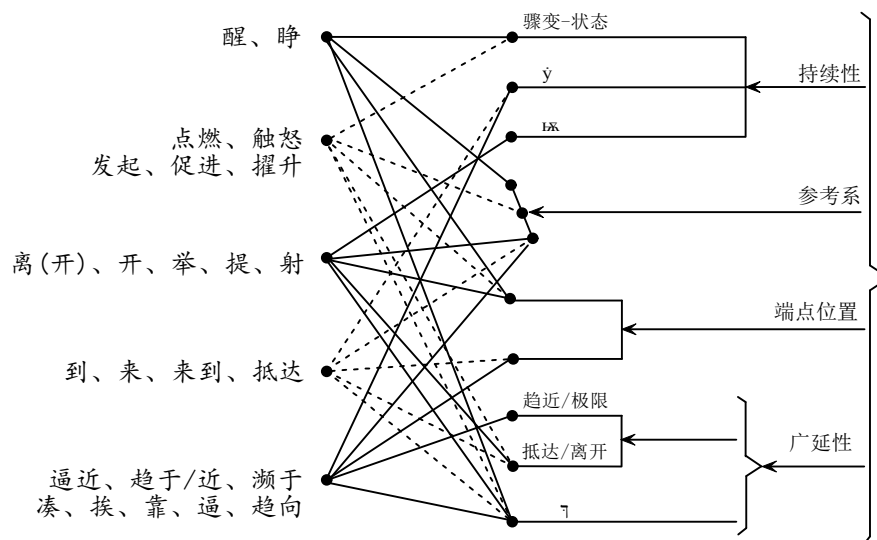 醒、睁
骤变-状态
ẏ
持续性
点燃、触怒
发起、促进、擢升
ѭ
参考系
离(开)、开、举、提、射
端点位置
到、来、来到、抵达
趋近/极限
抵达/离开
广延性
逼近、趋于/近、濒于
凑、挨、靠、逼、趋向